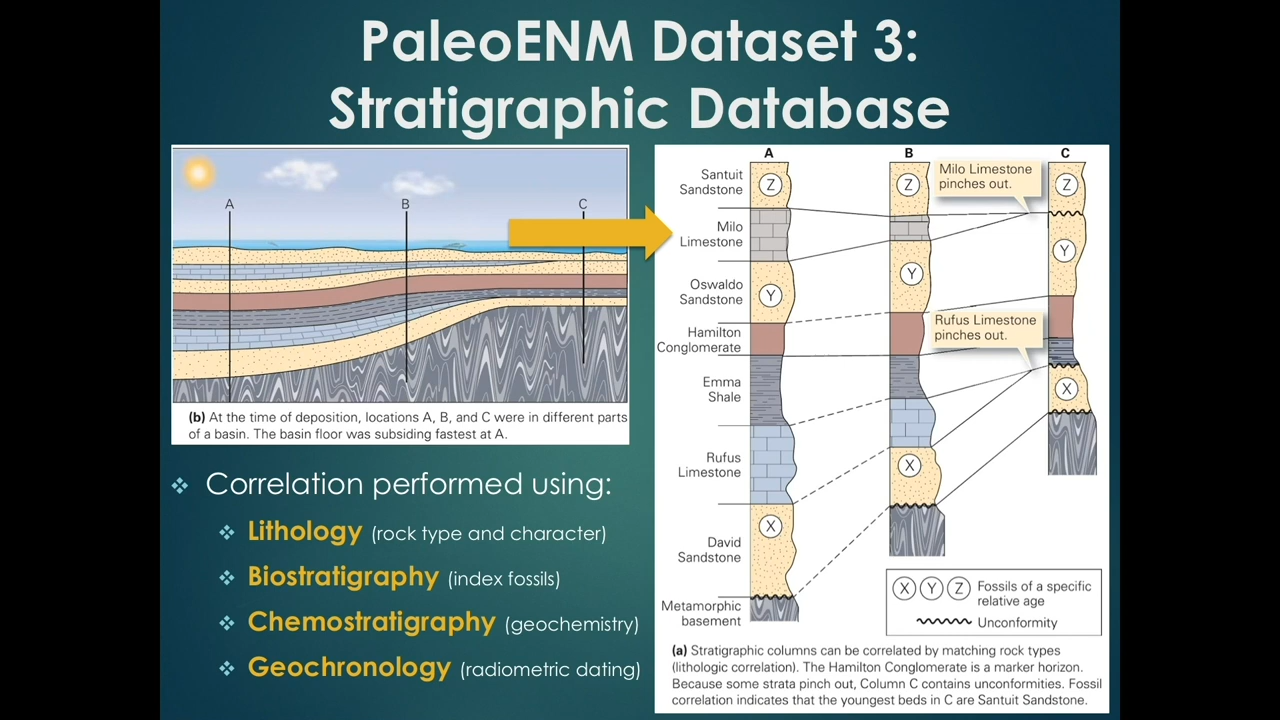 PaleoENM Dataset 3:
Stratigraphic Database
A
B
C
(b) At the time of deposition, locations A, B, and C were in different parts
of a basin. The basin floor was subsiding fastest at A.
❖ Correlation performed using:
❖ Lithology (rock type and character)
❖ Biostratigraphy (index fossils)
❖ Chemostratigraphy (geochemistry)
❖ Geochronology (radiometric dating)
A
B
C
Santuit
Sandstone
Z
Z
Milo Limestone
pinches out.
Z
Milo
Limestone
Y
Y
Oswaldo
Sandstone
Y
Hamilton
Conglomerate
Rufus Limestone
pinches out.
Emma
Shale
X
Rufus
Limestone
X
David
Sandstone
X
Metamorphic
basement
X Y Z Fossils of a specific
relative age
Unconformity
(a) Stratigraphic columns can be correlated by matching rock types
(lithologic correlation). The Hamilton Conglomerate is a marker horizon.
Because some strata pinch out, Column C contains unconformities. Fossil
correlation indicates that the youngest beds in C are Santuit Sandstone.